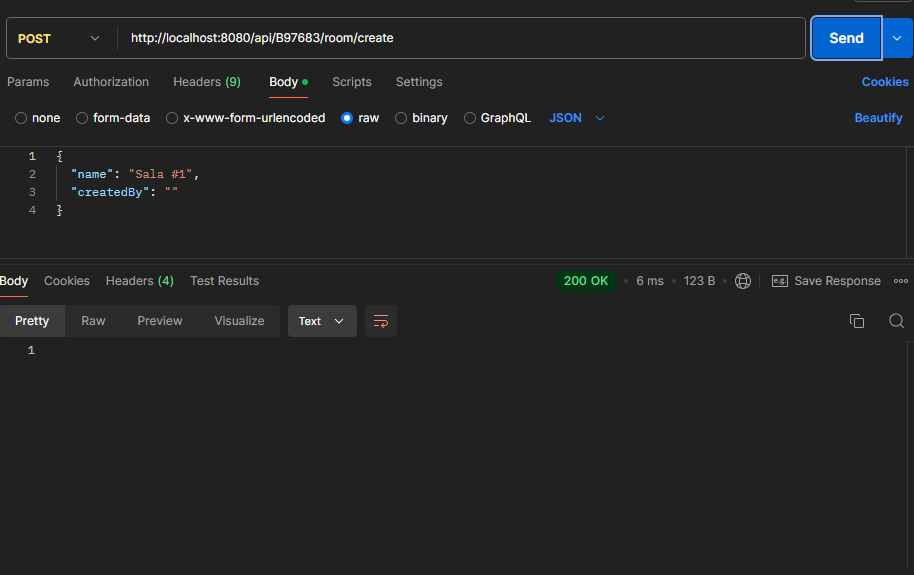 POST http://localhost:8080/api/B97683/room/create Send
Params Authorization Headers (9) Body Scripts Settings Cookies
none form-data x-www-form-urlencoded raw binary GraphQL JSON Beautify
1 {
2 "name": "Sala #1",
3 "createdBy": ""
4 }
Body Cookies Headers (4) Test Results 200 OK 6 ms 123 B e.g. Save Response
Pretty Raw Preview Visualize Text
1